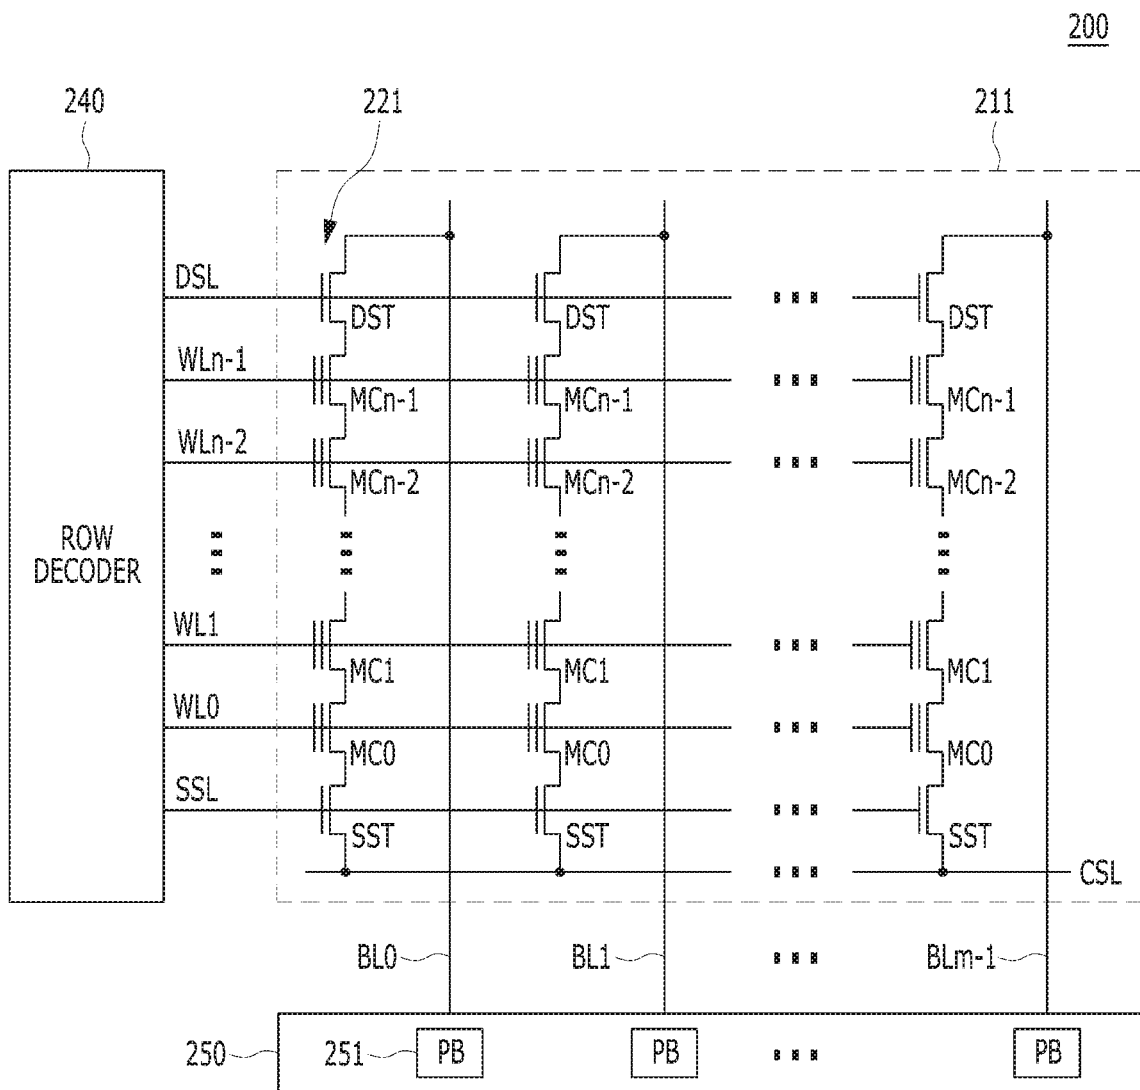 200
240 221 211
DSL
DST DST DST
WLn-1
MCn-1 MCn-1 MCn-1
WLn-2
MCn-2 MCn-2 MCn-2
ROW
DECODER
WL1
MC1 MC1 MC1
WL0
MC0 MC0 MC0
SSL
SST SST SST
CSL
BL0 BL1 BLm-1
250 251 PB PB PB